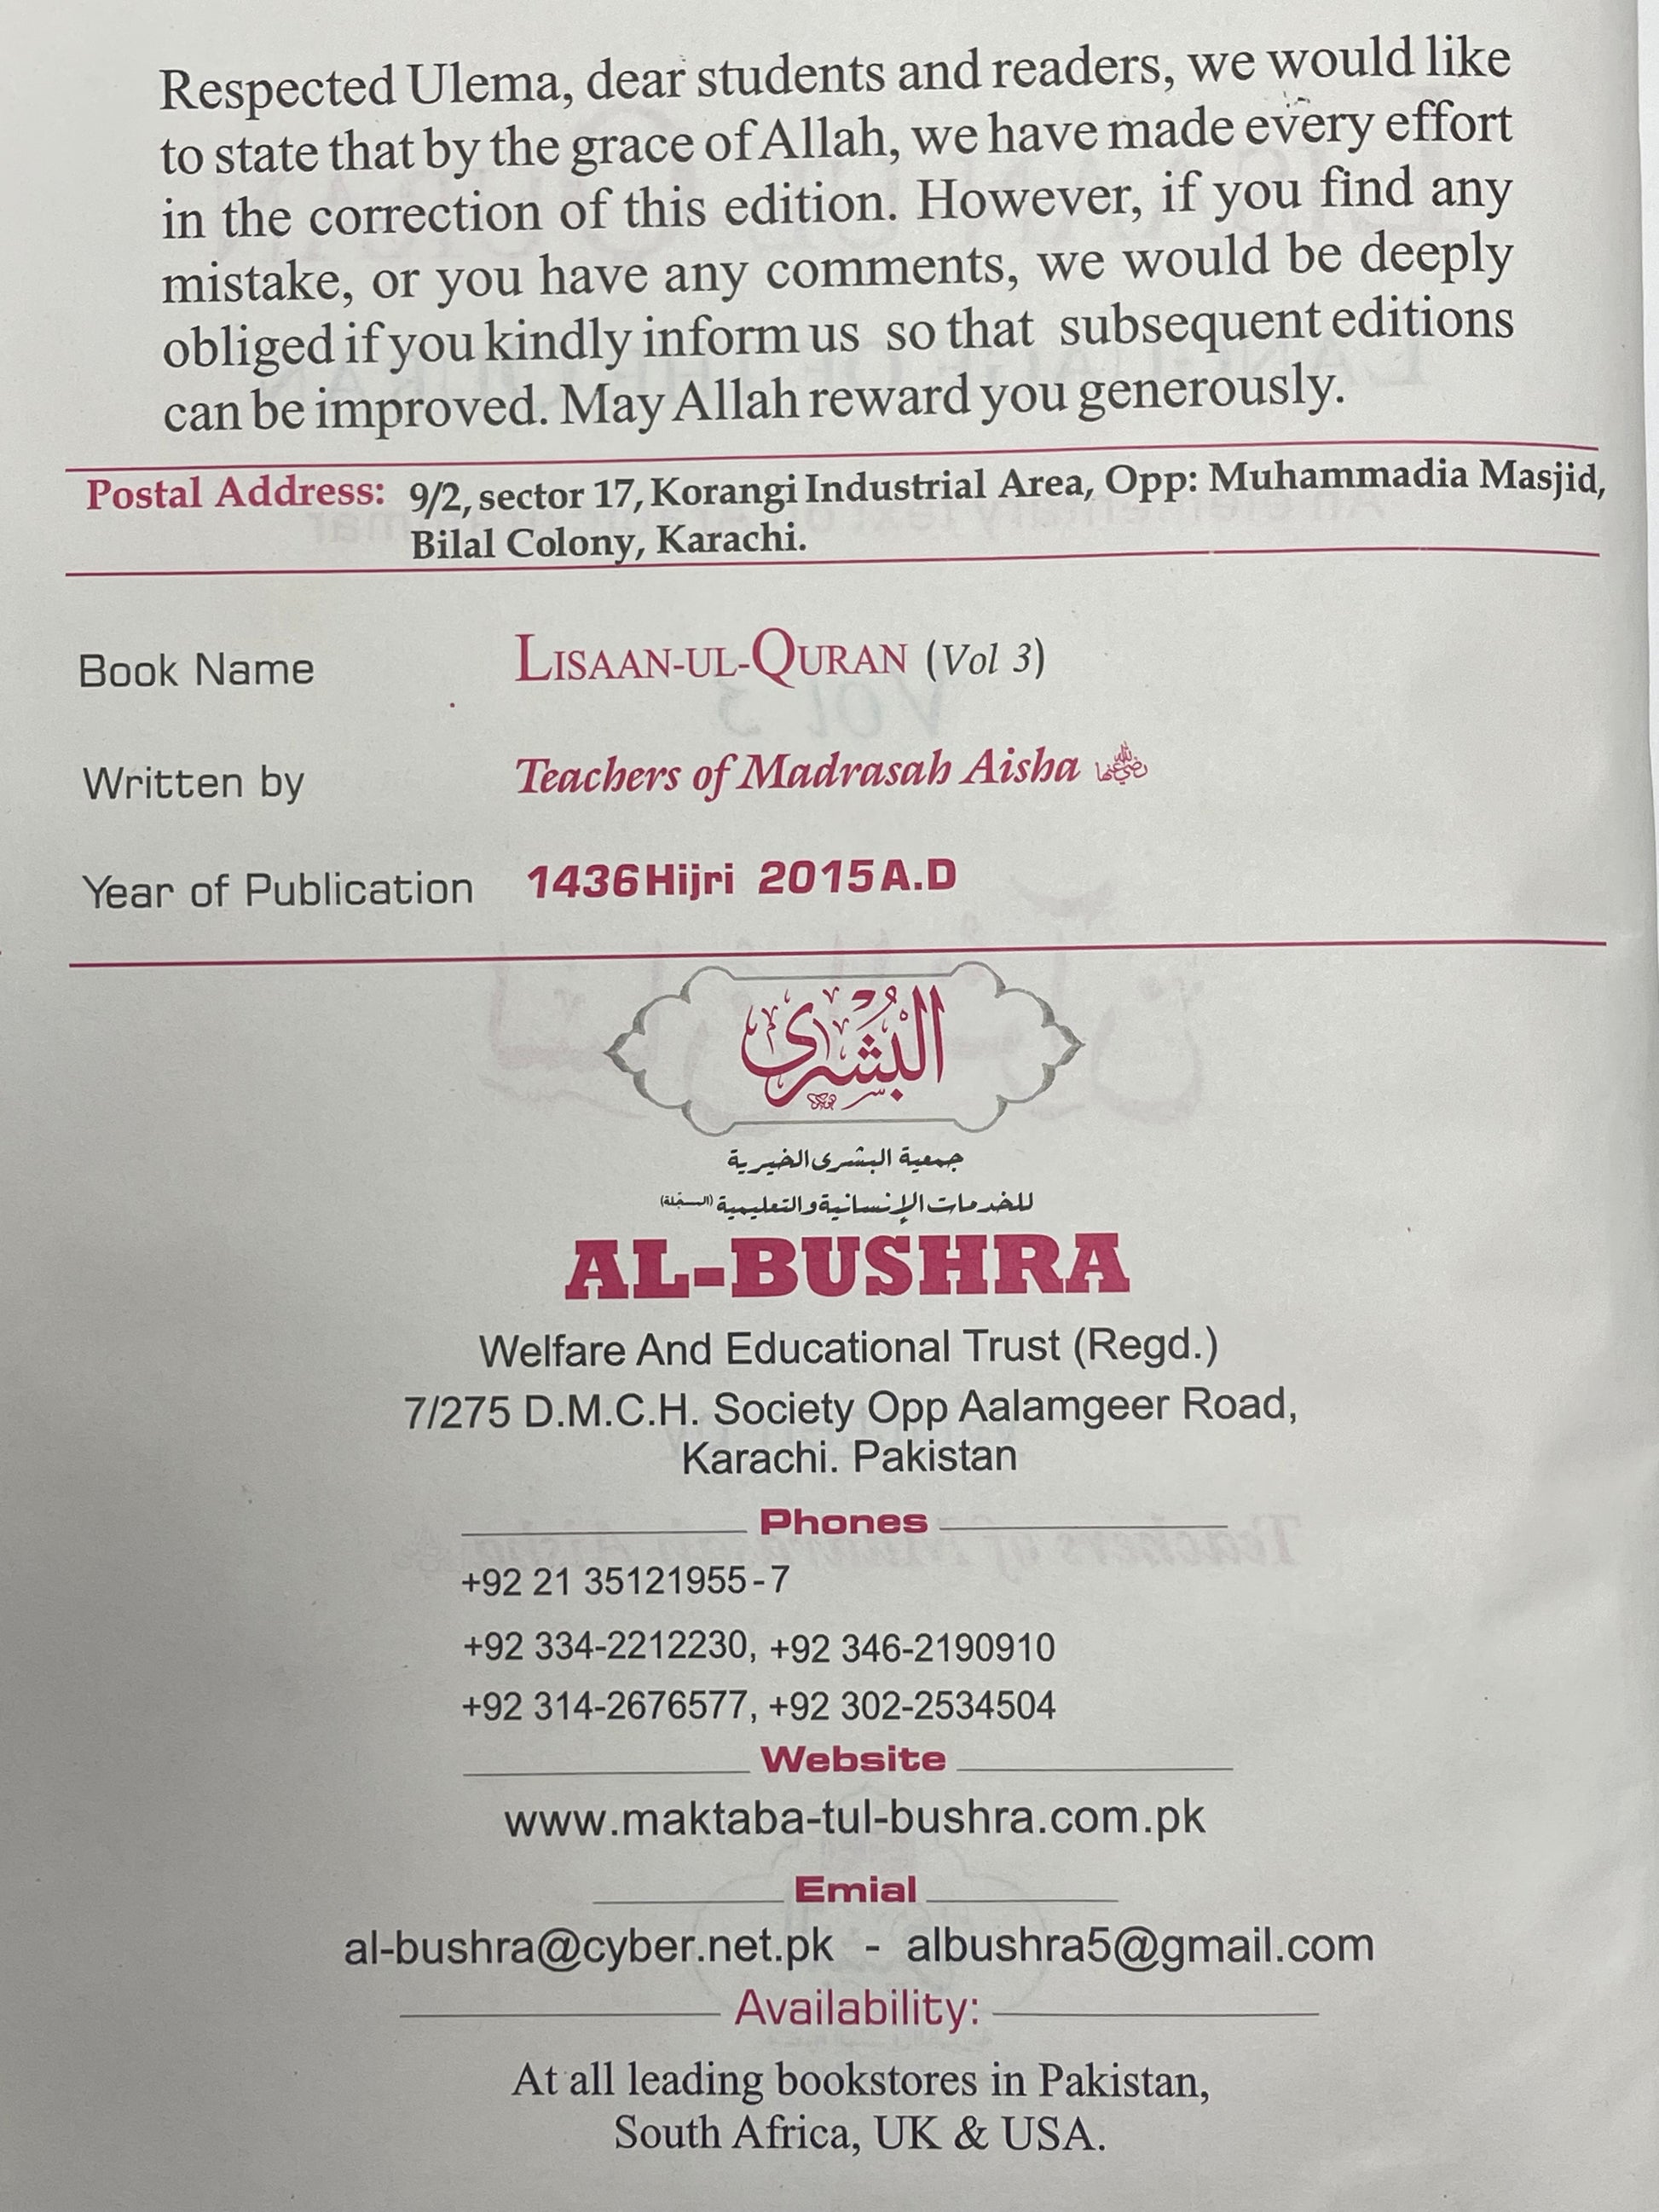 Respected Ulema, dear students and readers, we would like
to state that by the grace of Allah, we have made every effort
in the correction of this edition. However, if you find any
mistake, or you have any comments, we would be deeply
obliged if you kindly inform us so that subsequent editions
can be improved. May Allah reward you generously.
Postal Address: 9/2, sector 17, Korangi Industrial Area, Opp: Muhammadia Masjid,
Bilal Colony, Karachi.
Book Name LISAAN-UL-QURAN (Vol 3)
Written by Teachers of Madrasah Aisha رضي الله عنها
Year of Publication 1436 Hijri 2015 A.D
البُشْرٰى
جمعية البشرى الخيرية
للخدمات الإنسانية والتعليمية (المسجّلة)
AL-BUSHRA
Welfare And Educational Trust (Regd.)
7/275 D.M.C.H. Society Opp Aalamgeer Road,
Karachi. Pakistan
Phones
+92 21 35121955-7
+92 334-2212230, +92 346-2190910
+92 314-2676577, +92 302-2534504
Website
www.maktaba-tul-bushra.com.pk
Emial
al-bushra@cyber.net.pk - albushra5@gmail.com
Availability:
At all leading bookstores in Pakistan,
South Africa, UK & USA.